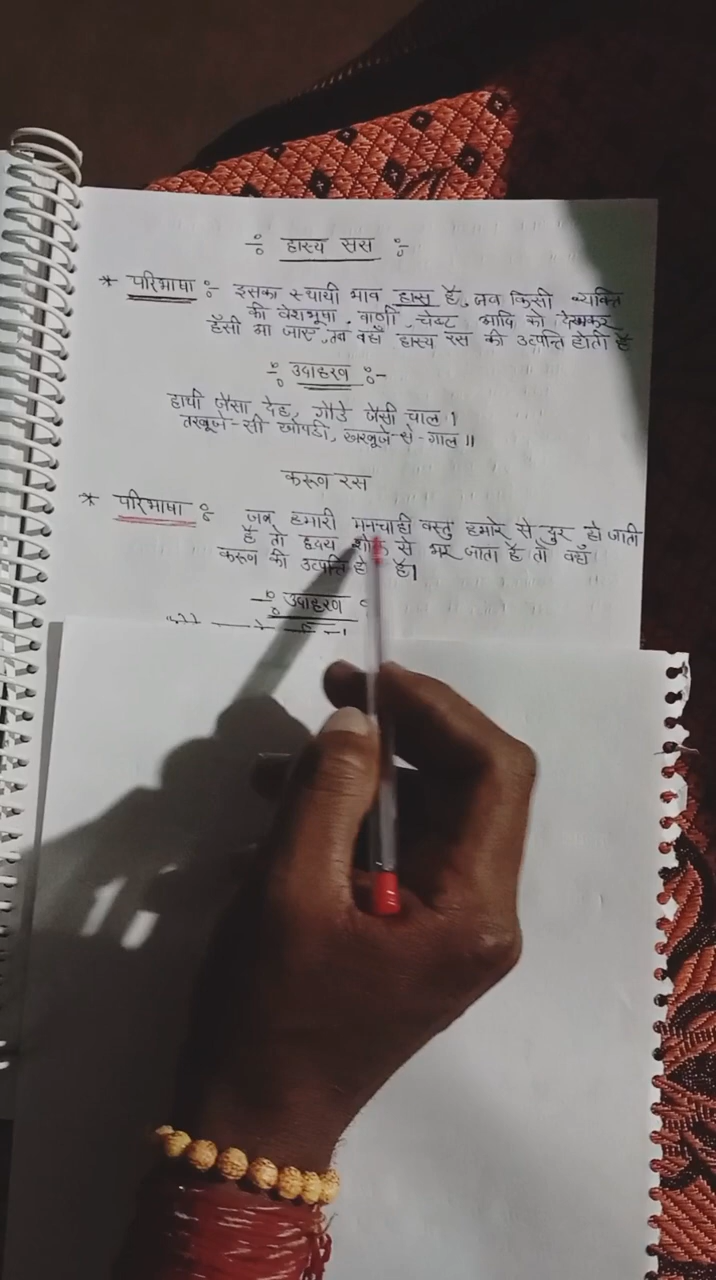 ÷ हास्य रस ÷
* परिभाषा ÷ इसका स्थायी भाव हास है, जब किसी व्यक्ति
की वेशभूषा, वाणी, चेष्ट आदि को देखकर
हँसी आ जाए, तब वहाँ हास्य रस की उत्पत्ति होती है
÷ उदाहरण ÷
हाथी जैसा देह, गैंडे जैसी चाल।
तरबूजे-सी खोपडी, खरबूजे-से-गाल॥
करुण रस
* परिभाषा ÷ जब हमारी मनचाही वस्तु हमारे से दुर हो जाती
है तो हृदय शोक से भर जाता है तो वहाँ
करुण की उत्पत्ति है।
÷ उदाहरण